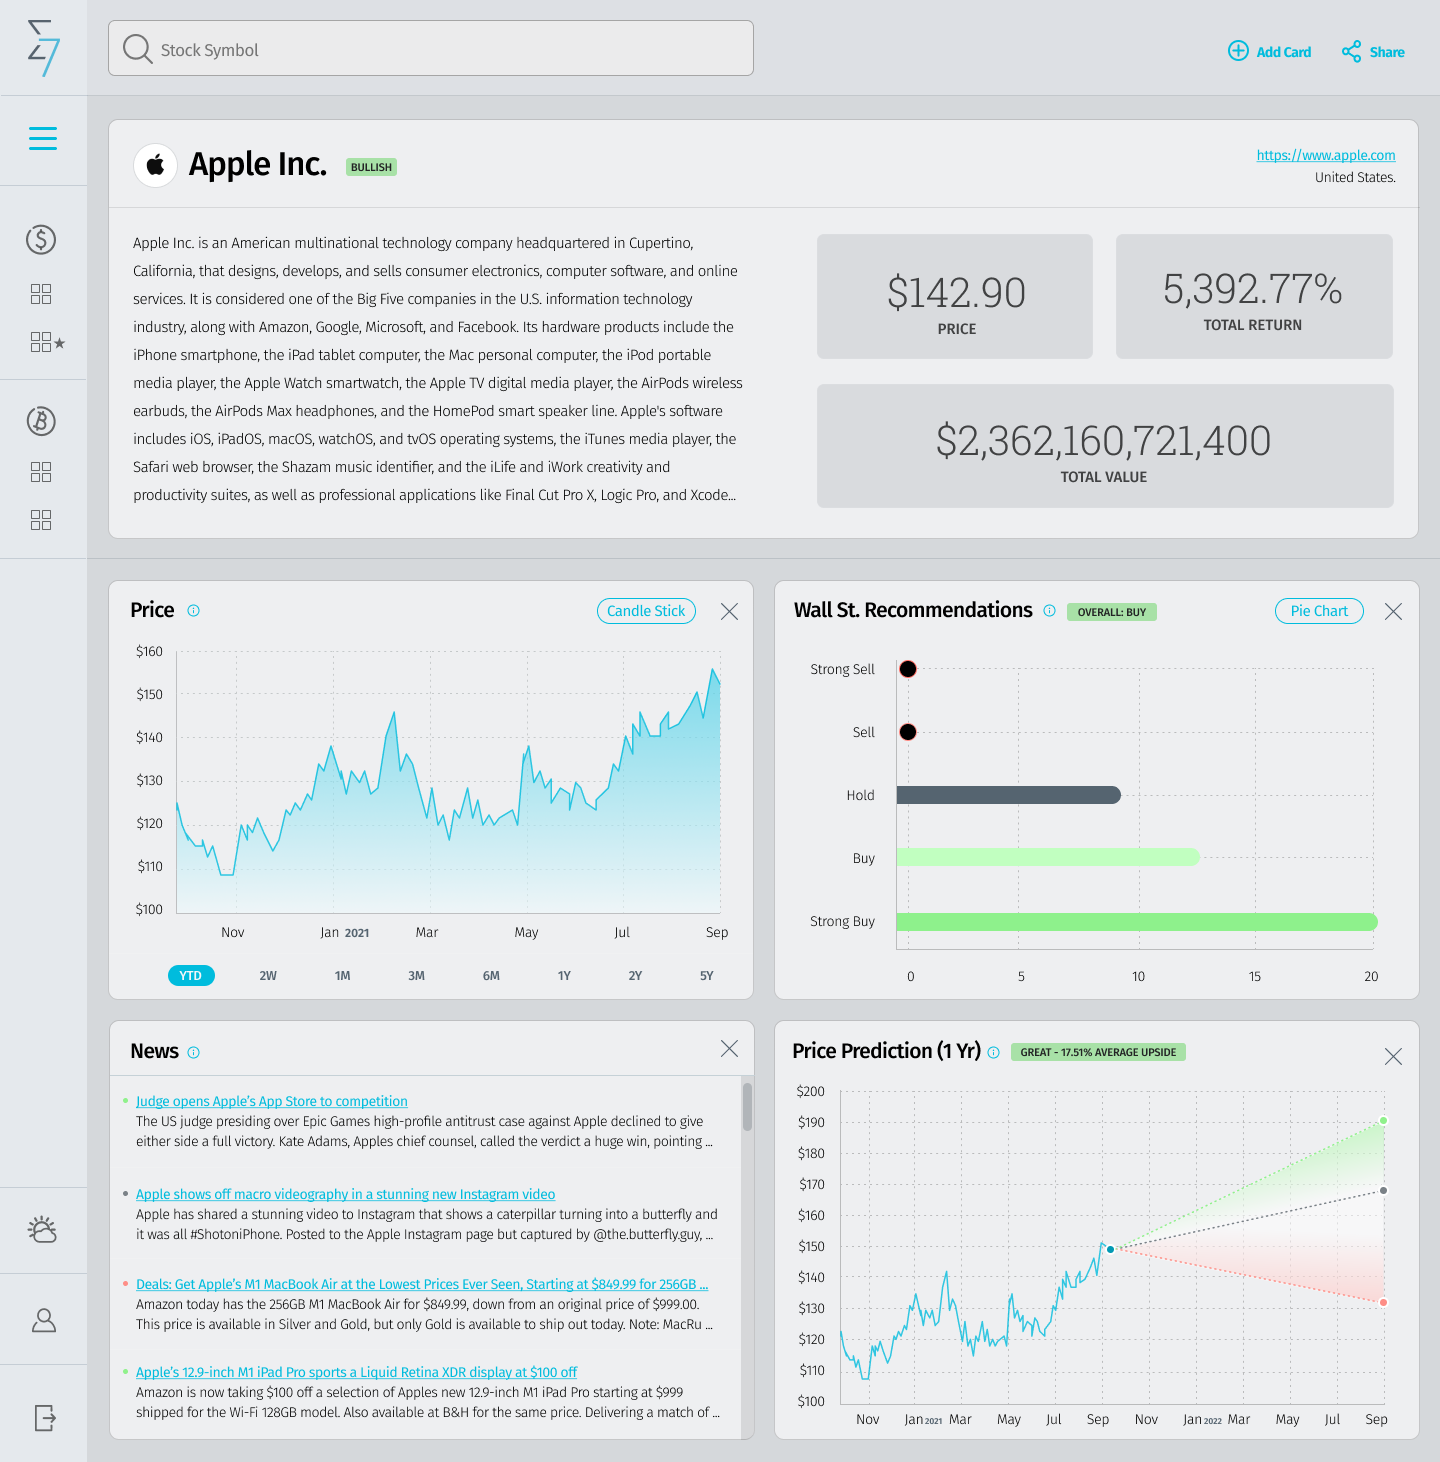 Stock Symbol
Add Card
Share
Apple Inc.
BULLISH
https://www.apple.com
United States.
Apple Inc. is an American multinational technology company headquartered in Cupertino,
California, that designs, develops, and sells consumer electronics, computer software, and online
services. It is considered one of the Big Five companies in the U.S. information technology
industry, along with Amazon, Google, Microsoft, and Facebook. Its hardware products include the
iPhone smartphone, the iPad tablet computer, the Mac personal computer, the iPod portable
media player, the Apple Watch smartwatch, the Apple TV digital media player, the AirPods wireless
earbuds, the AirPods Max headphones, and the HomePod smart speaker line. Apple's software
includes iOS, iPadOS, macOS, watchOS, and tvOS operating systems, the iTunes media player, the
Safari web browser, the Shazam music identifier, and the iLife and iWork creativity and
productivity suites, as well as professional applications like Final Cut Pro X, Logic Pro, and Xcode...
$142.90
PRICE
5,392.77%
TOTAL RETURN
$2,362,160,721,400
TOTAL VALUE
Price
Candle Stick
$160
$150
$140
$130
$120
$110
$100
Nov Jan 2021 Mar May Jul Sep
YTD 2W 1M 3M 6M 1Y 2Y 5Y
Wall St. Recommendations
OVERALL: BUY
Pie Chart
Strong Sell
Sell
Hold
Buy
Strong Buy
0 5 10 15 20
News
Judge opens Apple's App Store to competition
The US judge presiding over Epic Games high-profile antitrust case against Apple declined to give
either side a full victory. Kate Adams, Apples chief counsel, called the verdict a huge win, pointing ...
Apple shows off macro videography in a stunning new Instagram video
Apple has shared a stunning video to Instagram that shows a caterpillar turning into a butterfly and
it was all #ShotoniPhone. Posted to the Apple Instagram page but captured by @the.butterfly.guy, ...
Deals: Get Apple's M1 MacBook Air at the Lowest Prices Ever Seen, Starting at $849.99 for 256GB ...
Amazon today has the 256GB M1 MacBook Air for $849.99, down from an original price of $999.00.
This price is available in Silver and Gold, but only Gold is available to ship out today. Note: MacRu ...
Apple's 12.9-inch M1 iPad Pro sports a Liquid Retina XDR display at $100 off
Amazon is now taking $100 off a selection of Apples new 12.9-inch M1 iPad Pro starting at $999
shipped for the Wi-Fi 128GB model. Also available at B&H for the same price. Delivering a match of ...
Price Prediction (1 Yr)
GREAT - 17.51% AVERAGE UPSIDE
$200
$190
$180
$170
$160
$150
$140
$130
$120
$110
$100
Nov Jan 2021 Mar May Jul Sep Nov Jan 2022 Mar May Jul Sep